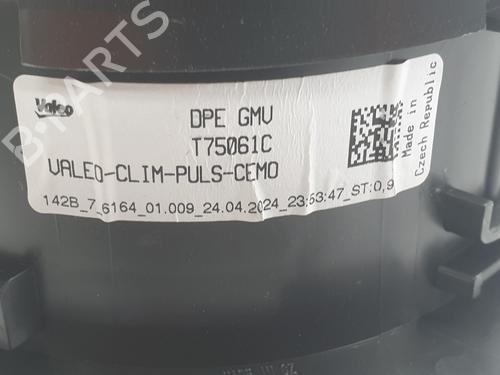 B-PARTS
Valeo
DPE GMV
T75061C
VALEO-CLIM-PULS-CEMO
142B_7_6164_01.009_24.04.2024_23:53:47_ST:0,9
Made in
Czech Republic